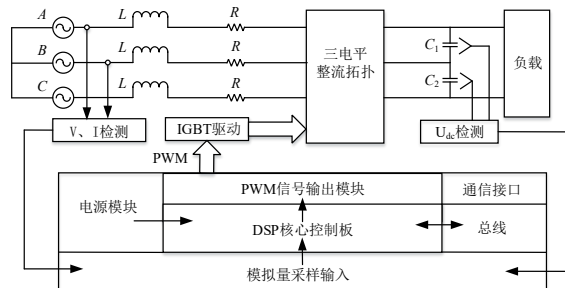 A
L
R
B
L
R
C
L
R
三电平
整流拓扑
C1
C2
负载
V、I检测
IGBT驱动
Udc检测
PWM
电源模块
PWM信号输出模块
通信接口
DSP核心控制板
总线
模拟量采样输入